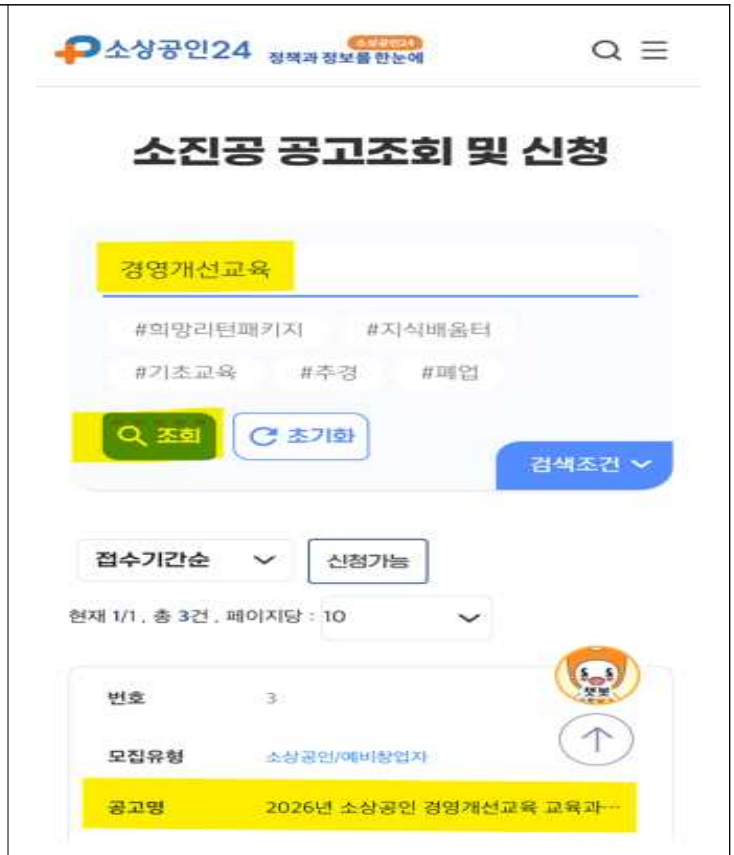 소상공인24 정책과 정보를 한눈에
소상공인24
소진공 공고조회 및 신청
경영개선교육
#희망리턴패키지 #지식배움터
#기초교육 #추경 #폐업
조회 초기화
검색조건
접수기간순 신청가능
현재 1/1 , 총 3건 , 페이지당 : 10
번호 3
챗봇
모집유형 소상공인/예비창업자
공고명 2026년 소상공인 경영개선교육 교육과…